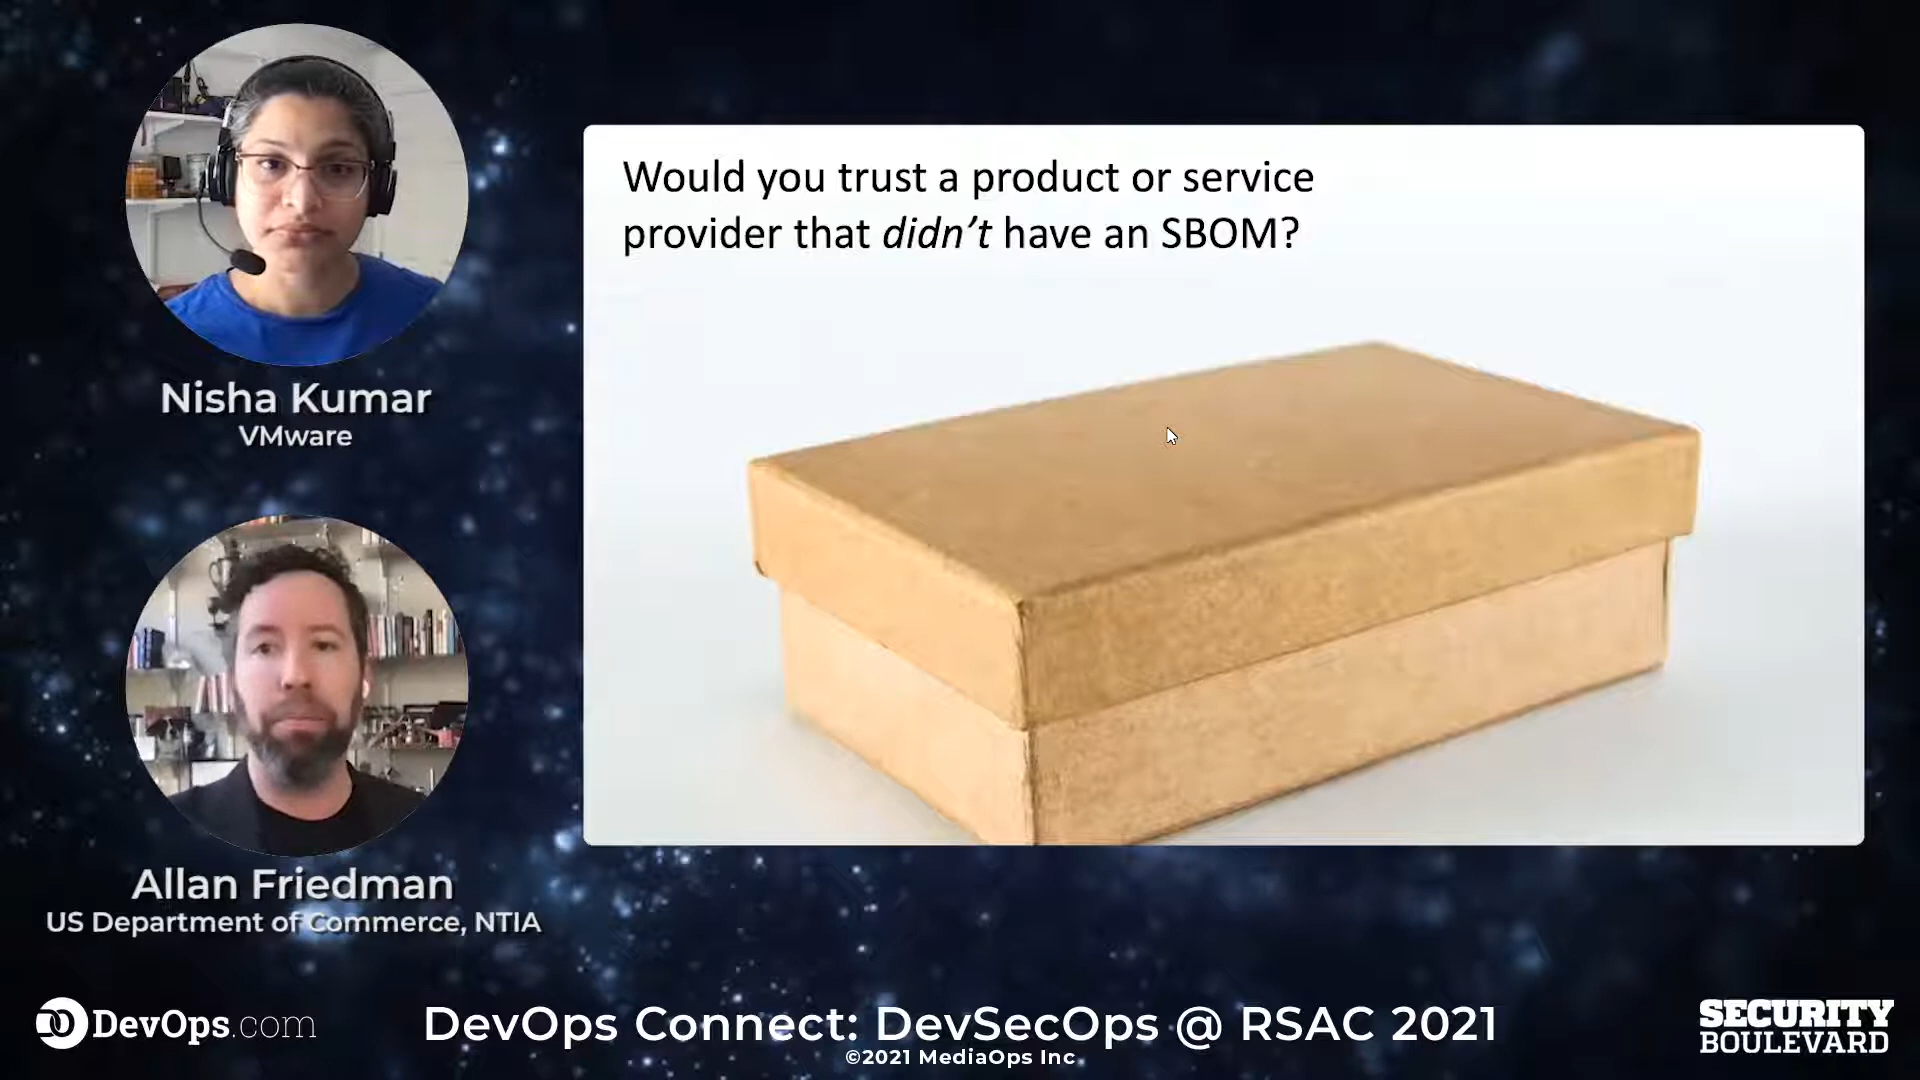 Nisha Kumar
VMware
Allan Friedman
US Department of Commerce, NTIA
Would you trust a product or service
provider that didn't have an SBOM?
DevOps.com
DevOps Connect: DevSecOps @ RSAC 2021
©2021 MediaOps Inc
SECURITY
BOULEVARD